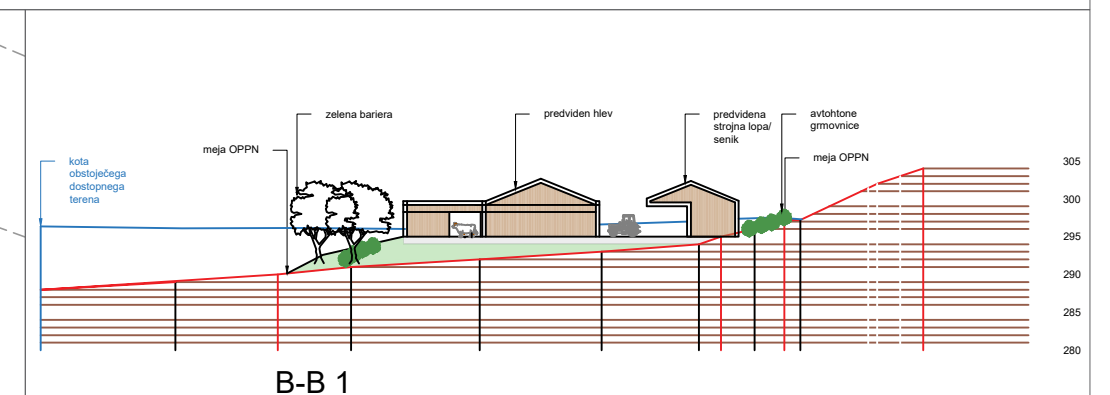 zelena bariera
predviden hlev
predvidena
strojna lopa/
senik
avtohtone
grmovnice
meja OPPN
meja OPPN
kota
obstoječega
dostopnega
terena
305
300
295
290
285
280
B-B 1